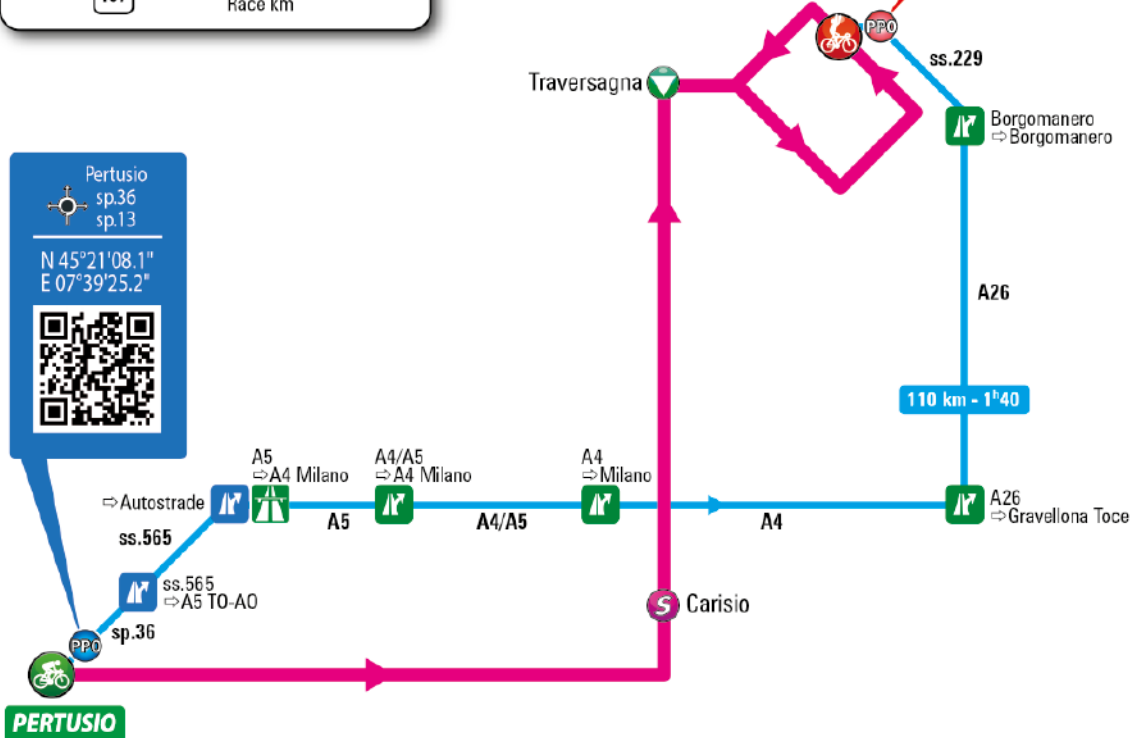 Race km
PPO
ss.229
Traversagna
Borgomanero
⇨Borgomanero
Pertusio
sp.36
sp.13
N 45°21'08.1"
E 07°39'25.2"
A26
110 km - 1ʰ40
A5
⇨A4 Milano
A4/A5
⇨A4 Milano
A4
⇨Milano
⇨Autostrade
A26
⇨Gravellona Toce
A5
A4/A5
A4
ss.565
ss.565
⇨A5 TO-AO
S
Carisio
sp.36
PPO
PERTUSIO